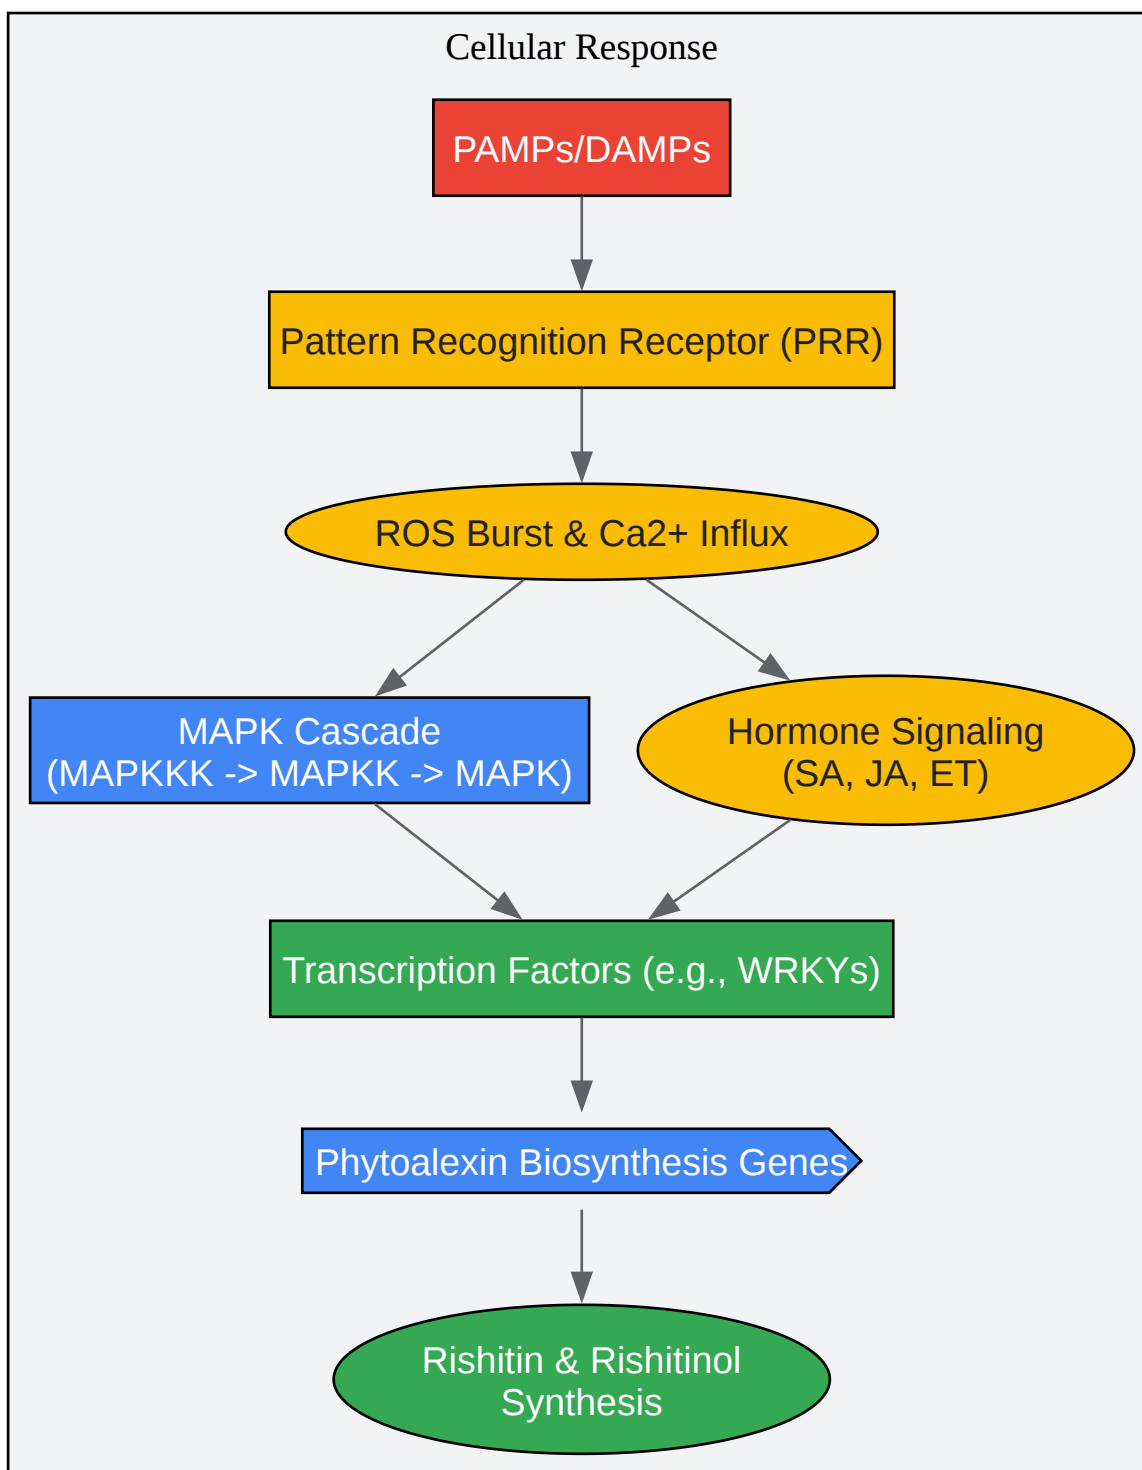 Cellular Response
PAMPs/DAMPs
Pattern Recognition Receptor (PRR)
ROS Burst & Ca2+ Influx
MAPK Cascade
(MAPKKK -> MAPKK -> MAPK)
Hormone Signaling
(SA, JA, ET)
Transcription Factors (e.g., WRKYs)
Phytoalexin Biosynthesis Genes
Rishitin & Rishitinol
Synthesis